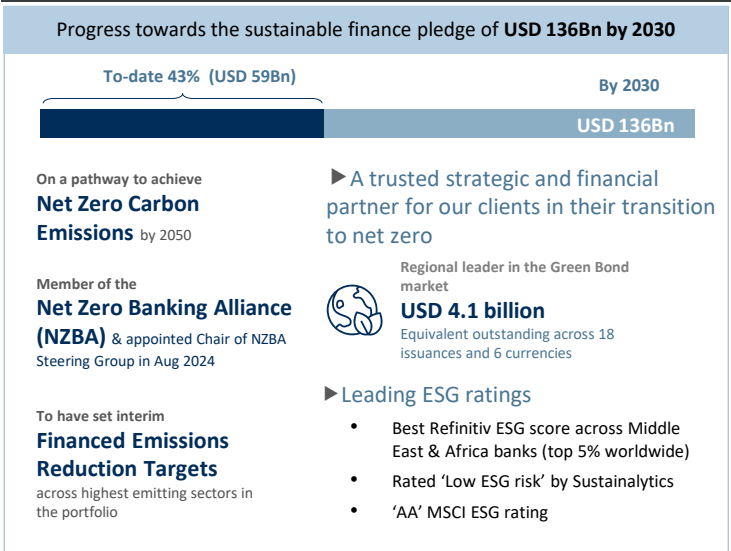 Progress towards the sustainable finance pledge of USD 136Bn by 2030
To-date 43% (USD 59Bn)
By 2030
USD 136Bn
On a pathway to achieve
Net Zero Carbon
Emissions by 2050
Member of the
Net Zero Banking Alliance
(NZBA) & appointed Chair of NZBA
Steering Group in Aug 2024
To have set interim
Financed Emissions
Reduction Targets
across highest emitting sectors in
the portfolio
▶A trusted strategic and financial
partner for our clients in their transition
to net zero
Regional leader in the Green Bond
market
USD 4.1 billion
Equivalent outstanding across 18
issuances and 6 currencies
▶Leading ESG ratings
• Best Refinitiv ESG score across Middle
East & Africa banks (top 5% worldwide)
• Rated ‘Low ESG risk’ by Sustainalytics
• ‘AA’ MSCI ESG rating